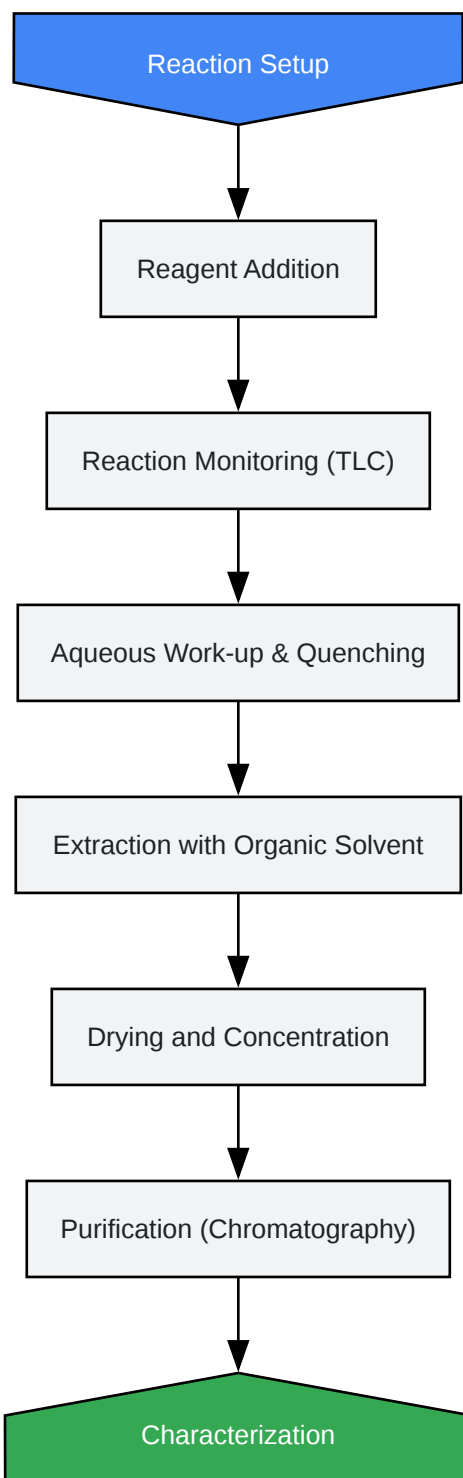 Reaction Setup
Reagent Addition
Reaction Monitoring (TLC)
Aqueous Work-up & Quenching
Extraction with Organic Solvent
Drying and Concentration
Purification (Chromatography)
Characterization